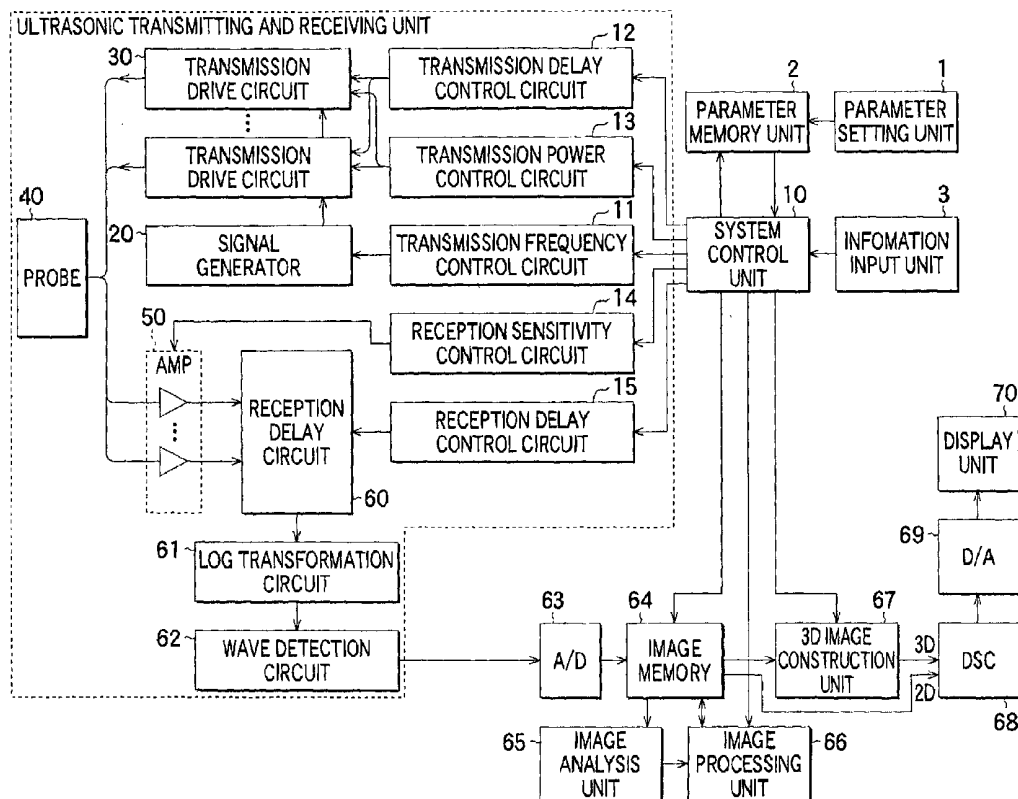 ULTRASONIC TRANSMITTING AND RECEIVING UNIT
30
TRANSMISSION
DRIVE CIRCUIT
12
TRANSMISSION DELAY
CONTROL CIRCUIT
2
PARAMETER
MEMORY UNIT
1
PARAMETER
SETTING UNIT
TRANSMISSION
DRIVE CIRCUIT
13
TRANSMISSION POWER
CONTROL CIRCUIT
40
PROBE
20
SIGNAL
GENERATOR
11
TRANSMISSION FREQUENCY
CONTROL CIRCUIT
10
SYSTEM
CONTROL
UNIT
3
INFOMATION
INPUT UNIT
14
RECEPTION SENSITIVITY
CONTROL CIRCUIT
50
AMP
RECEPTION
DELAY
CIRCUIT
60
15
RECEPTION DELAY
CONTROL CIRCUIT
70
DISPLAY
UNIT
61
LOG TRANSFORMATION
CIRCUIT
69
D/A
62
WAVE DETECTION
CIRCUIT
63
A/D
64
IMAGE
MEMORY
67
3D IMAGE
CONSTRUCTION
UNIT
3D
2D
DSC
68
65
IMAGE
ANALYSIS
UNIT
IMAGE
PROCESSING
UNIT
66